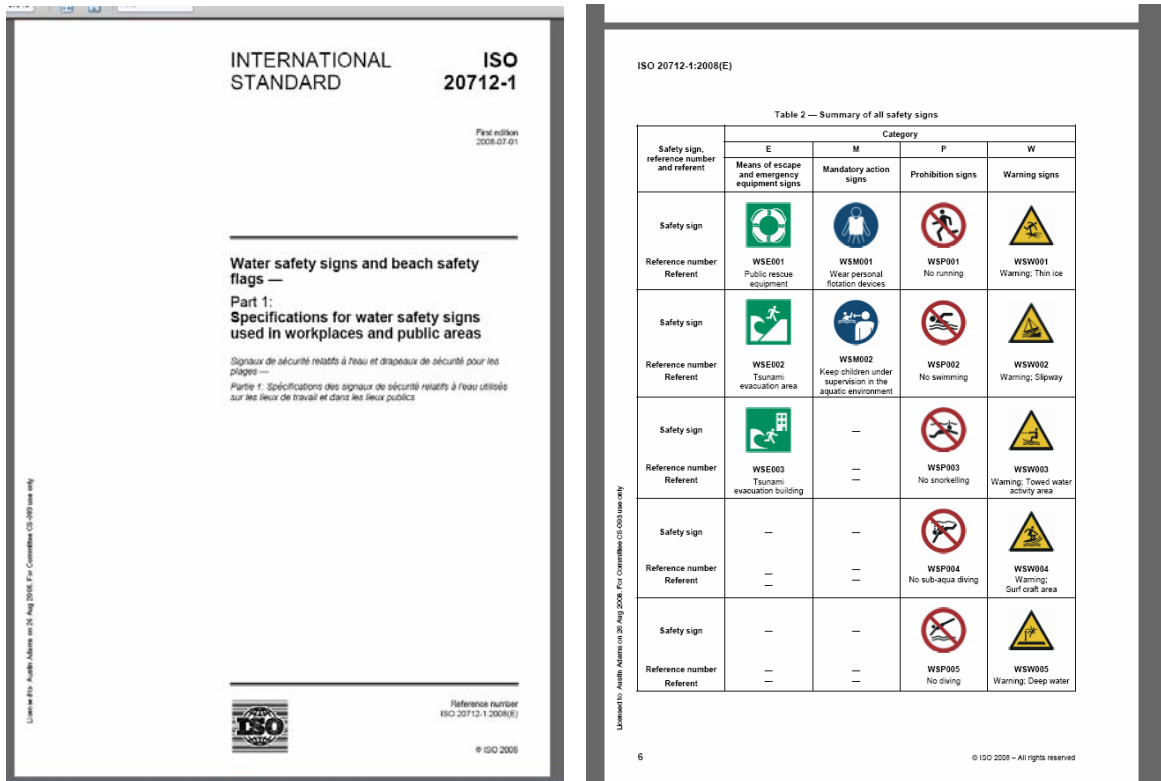 INTERNATIONAL
STANDARD
ISO
20712-1
First edition
2008-07-01
Water safety signs and beach safety
flags —
Part 1:
Specifications for water safety signs
used in workplaces and public areas
Signaux de sécurité relatifs à l'eau et drapeaux de sécurité pour les
plages —
Partie 1: Spécifications des signaux de sécurité relatifs à l'eau utilisés
sur les lieux de travail et dans les lieux publics
Licensed to Austin Adams on 26 Aug 2008. For Committee CS-093 use only
ISO
Reference number
ISO 20712-1:2008(E)
© ISO 2008
ISO 20712-1:2008(E)
Table 2 — Summary of all safety signs
Safety sign,
reference number
and referent
Category
E M P W
Means of escape
and emergency
equipment signs
Mandatory action
signs
Prohibition signs
Warning signs
Safety sign
Reference number WSE001 WSM001 WSP001 WSW001
Referent
Public rescue
equipment
Wear personal
flotation devices
No running
Warning; Thin ice
Safety sign
Reference number WSE002 WSM002 WSP002 WSW002
Referent
Tsunami
evacuation area
Keep children under
supervision in the
aquatic environment
No swimming
Warning; Slipway
Safety sign —
Reference number WSE003 — WSP003 WSW003
Referent —
Tsunami
evacuation building
No snorkelling
Warning; Towed water
activity area
Safety sign — —
Reference number — — WSP004 WSW004
Referent — —
No sub-aqua diving
Warning;
Surf craft area
Safety sign — —
Reference number — — WSP005 WSW005
Referent — — No diving Warning; Deep water
Licensed to Austin Adams on 26 Aug 2008. For Committee CS-093 use only
6
© ISO 2008 – All rights reserved